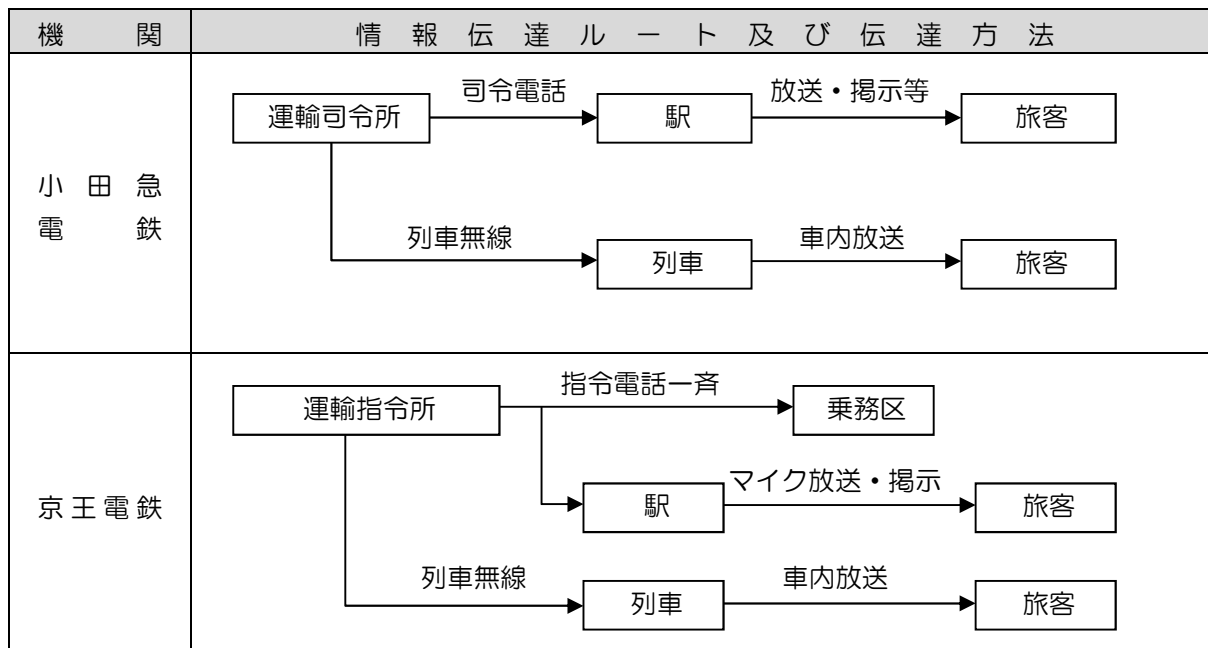 機関
情報伝達ルート及び伝達方法
小田急
電鉄
司令電話
放送・掲示等
運輸司令所
駅
旅客
列車無線
車内放送
列車
旅客
京王電鉄
指令電話一斉
運輸指令所
乗務区
マイク放送・掲示
駅
旅客
列車無線
車内放送
列車
旅客